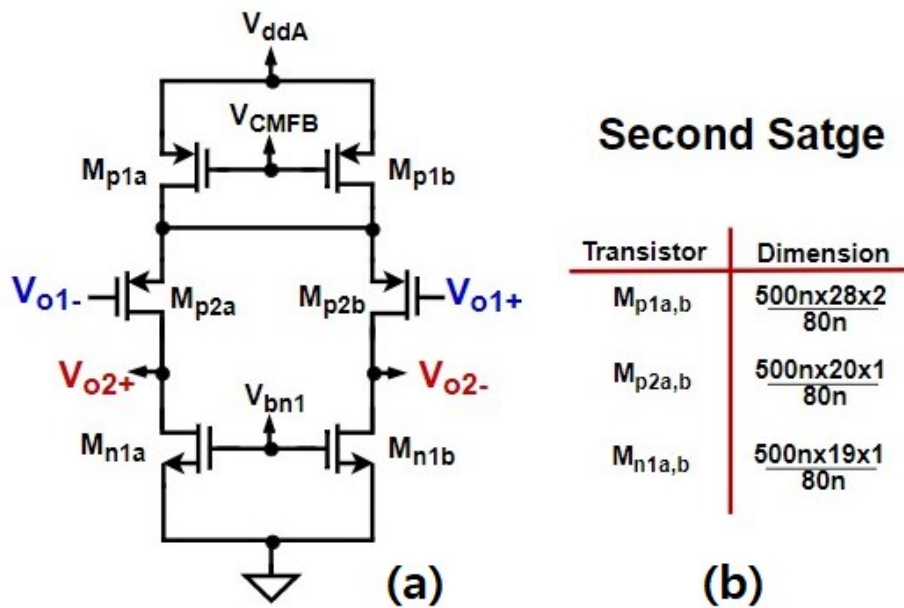 VddA
VCMFB
Mp1a
Mp1b
Vo1-
Mp2a
Mp2b
Vo1+
Vo2+
Vbn1
Vo2-
Mn1a
Mn1b
(a)
Second Satge
Transistor Dimension
Mp1a,b 500nx28x2
80n
Mp2a,b 500nx20x1
80n
Mn1a,b 500nx19x1
80n
(b)